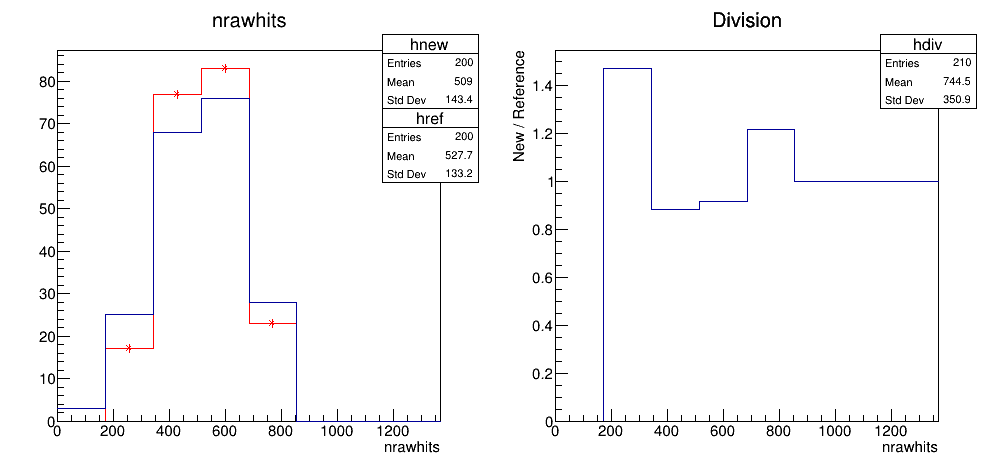 nrawhits
hnew
Entries 200
Mean 509
Std Dev 143.4
href
Entries 200
Mean 527.7
Std Dev 133.2
80
70
60
50
40
30
20
10
0
0 200 400 600 800 1000 1200
nrawhits
Division
hdiv
Entries 210
Mean 744.5
Std Dev 350.9
New / Reference
1.4
1.2
1
0.8
0.6
0.4
0.2
0
0 200 400 600 800 1000 1200
nrawhits